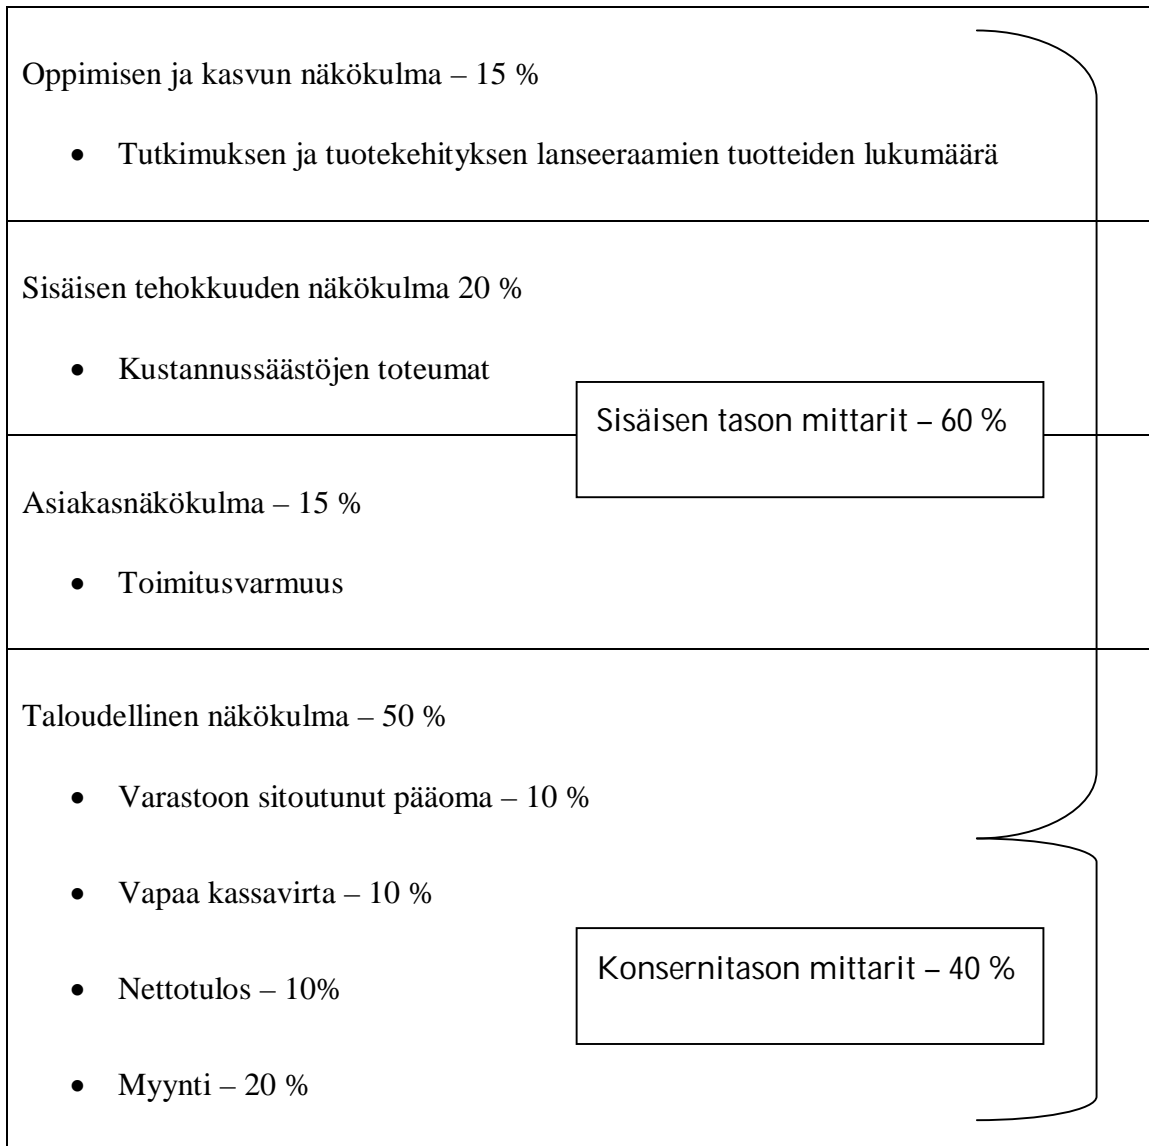 Oppimisen ja kasvun näkökulma – 15 %
• Tutkimuksen ja tuotekehityksen lanseeraamien tuotteiden lukumäärä
Sisäisen tehokkuuden näkökulma 20 %
• Kustannussäästöjen toteumat
Sisäisen tason mittarit – 60 %
Asiakasnäkökulma – 15 %
• Toimitusvarmuus
Taloudellinen näkökulma – 50 %
• Varastoon sitoutunut pääoma – 10 %
• Vapaa kassavirta – 10 %
Konsernitason mittarit – 40 %
• Nettotulos – 10%
• Myynti – 20 %